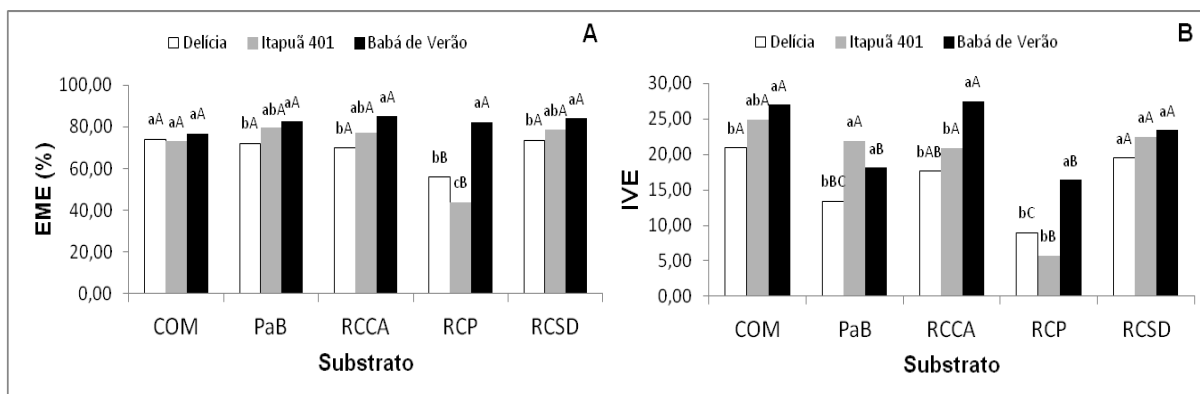 A
Delícia Itapuã 401 Babá de Verão
EME (%)
100,00
80,00
60,00
40,00
20,00
0,00
aA aA aA
bA abA aA
bA abA aA
bB cB aA
bA abA aA
COM PaB RCCA RCP RCSD
Substrato
B
Delícia Itapuã 401 Babá de Verão
IVE
30,00
25,00
20,00
15,00
10,00
5,00
0,00
bA abA aA
bBC aA aB
bAB bA aA
bC bB aB
aA aA aA
COM PaB RCCA RCP RCSD
Substrato